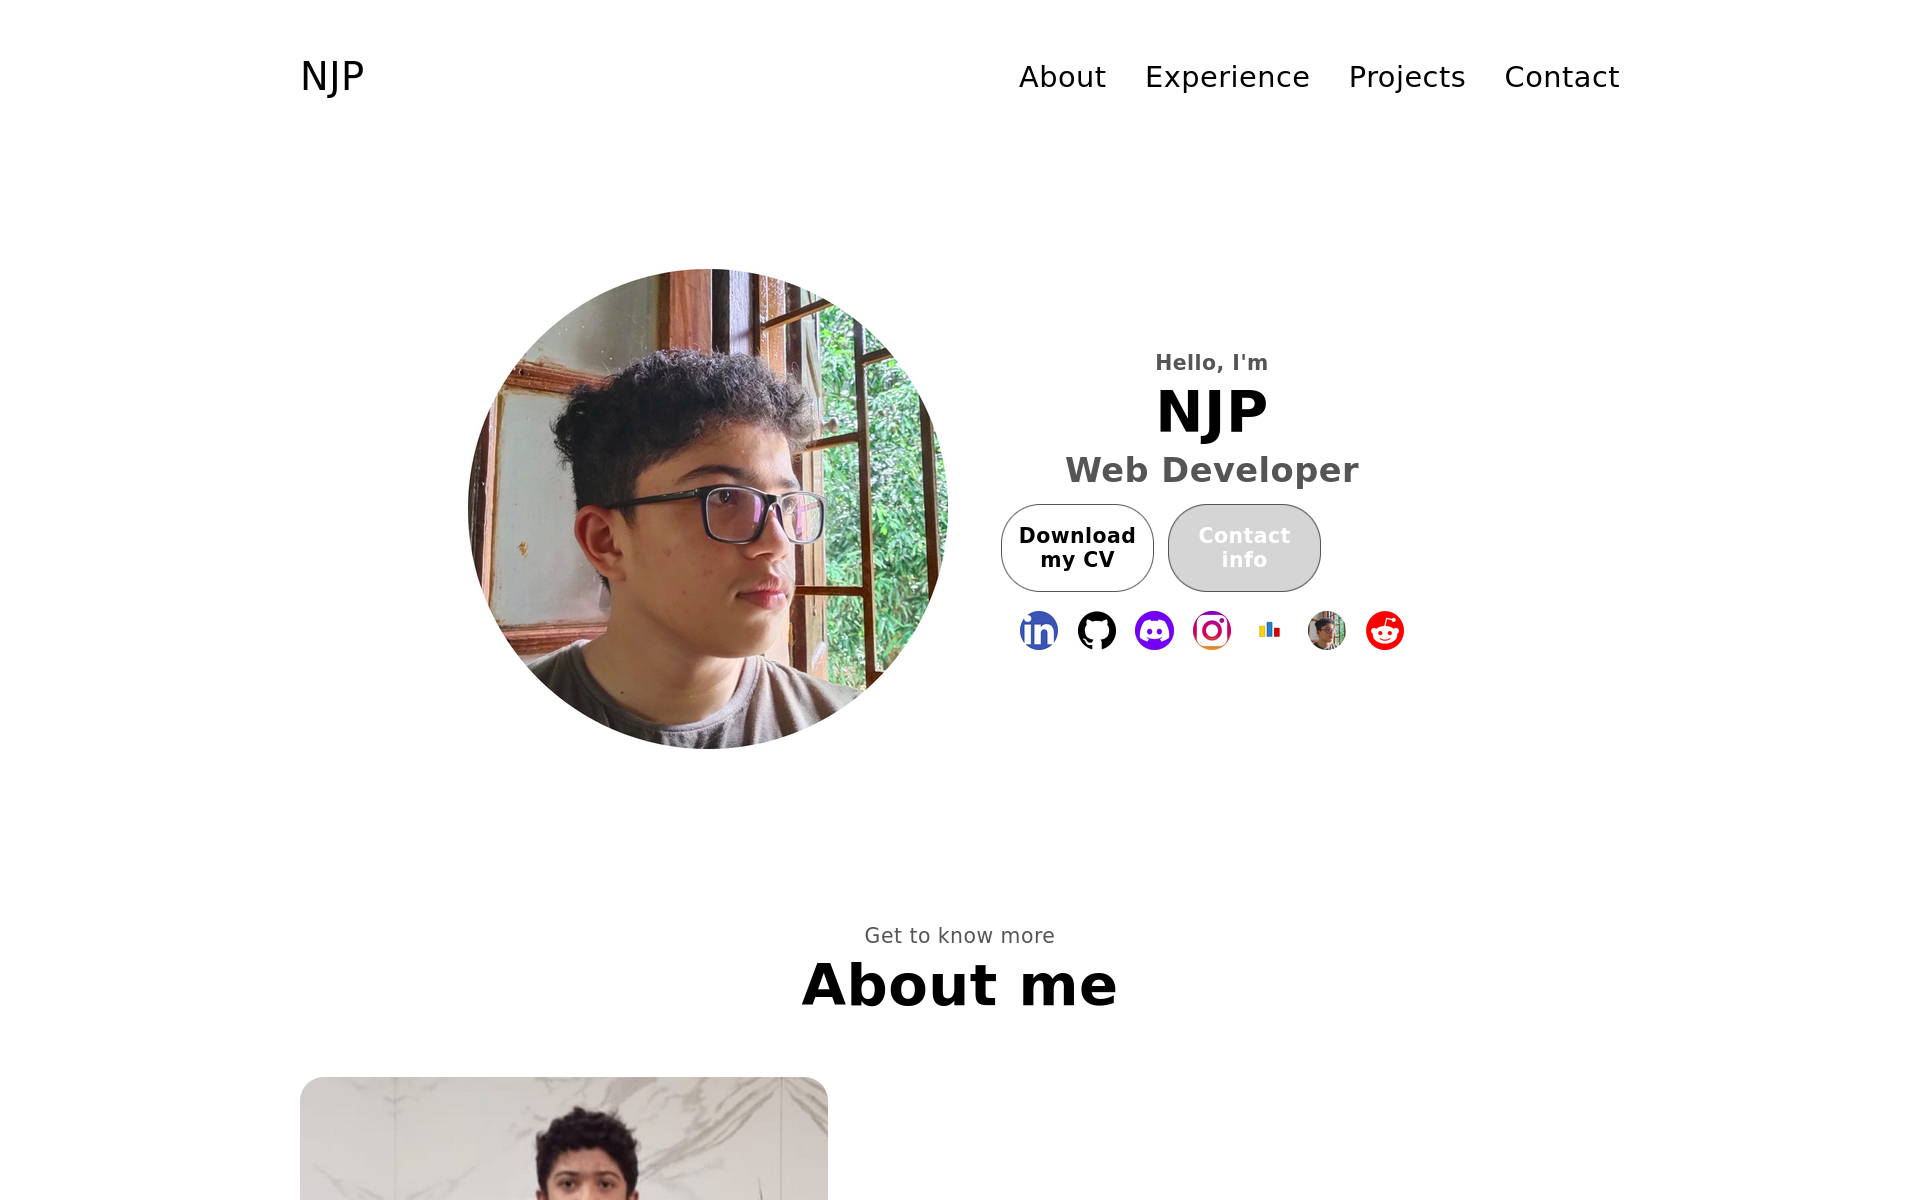 NJP
About Experience Projects Contact
Hello, I'm
NJP
Web Developer
Download
my CV
Contact
info
Get to know more
About me